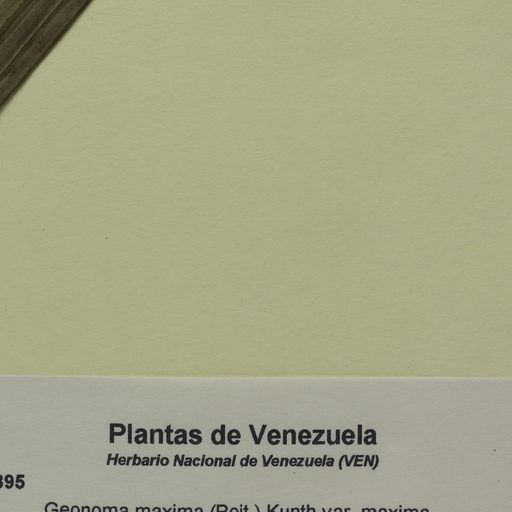 Plantas de Venezuela
Herbario Nacional de Venezuela (VEN)
395
Geonoma maxima (Poit.) Kunth var. maxima